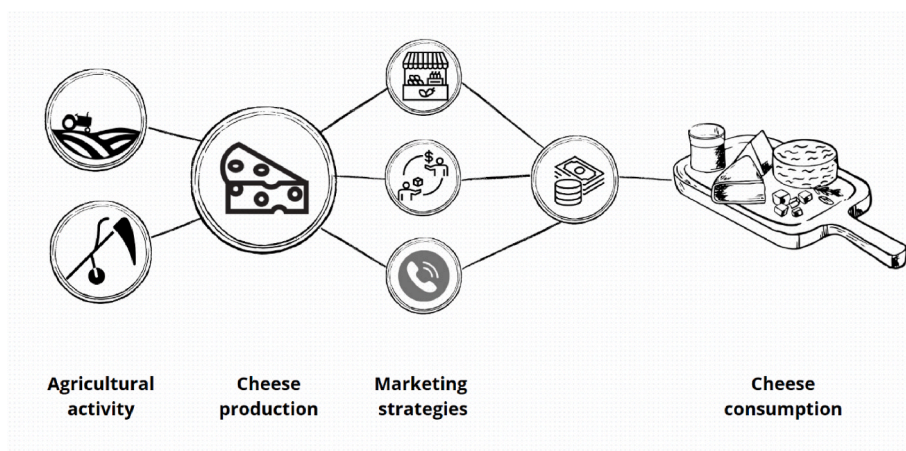 Agricultural
activity
Cheese
production
Marketing
strategies
Cheese
consumption